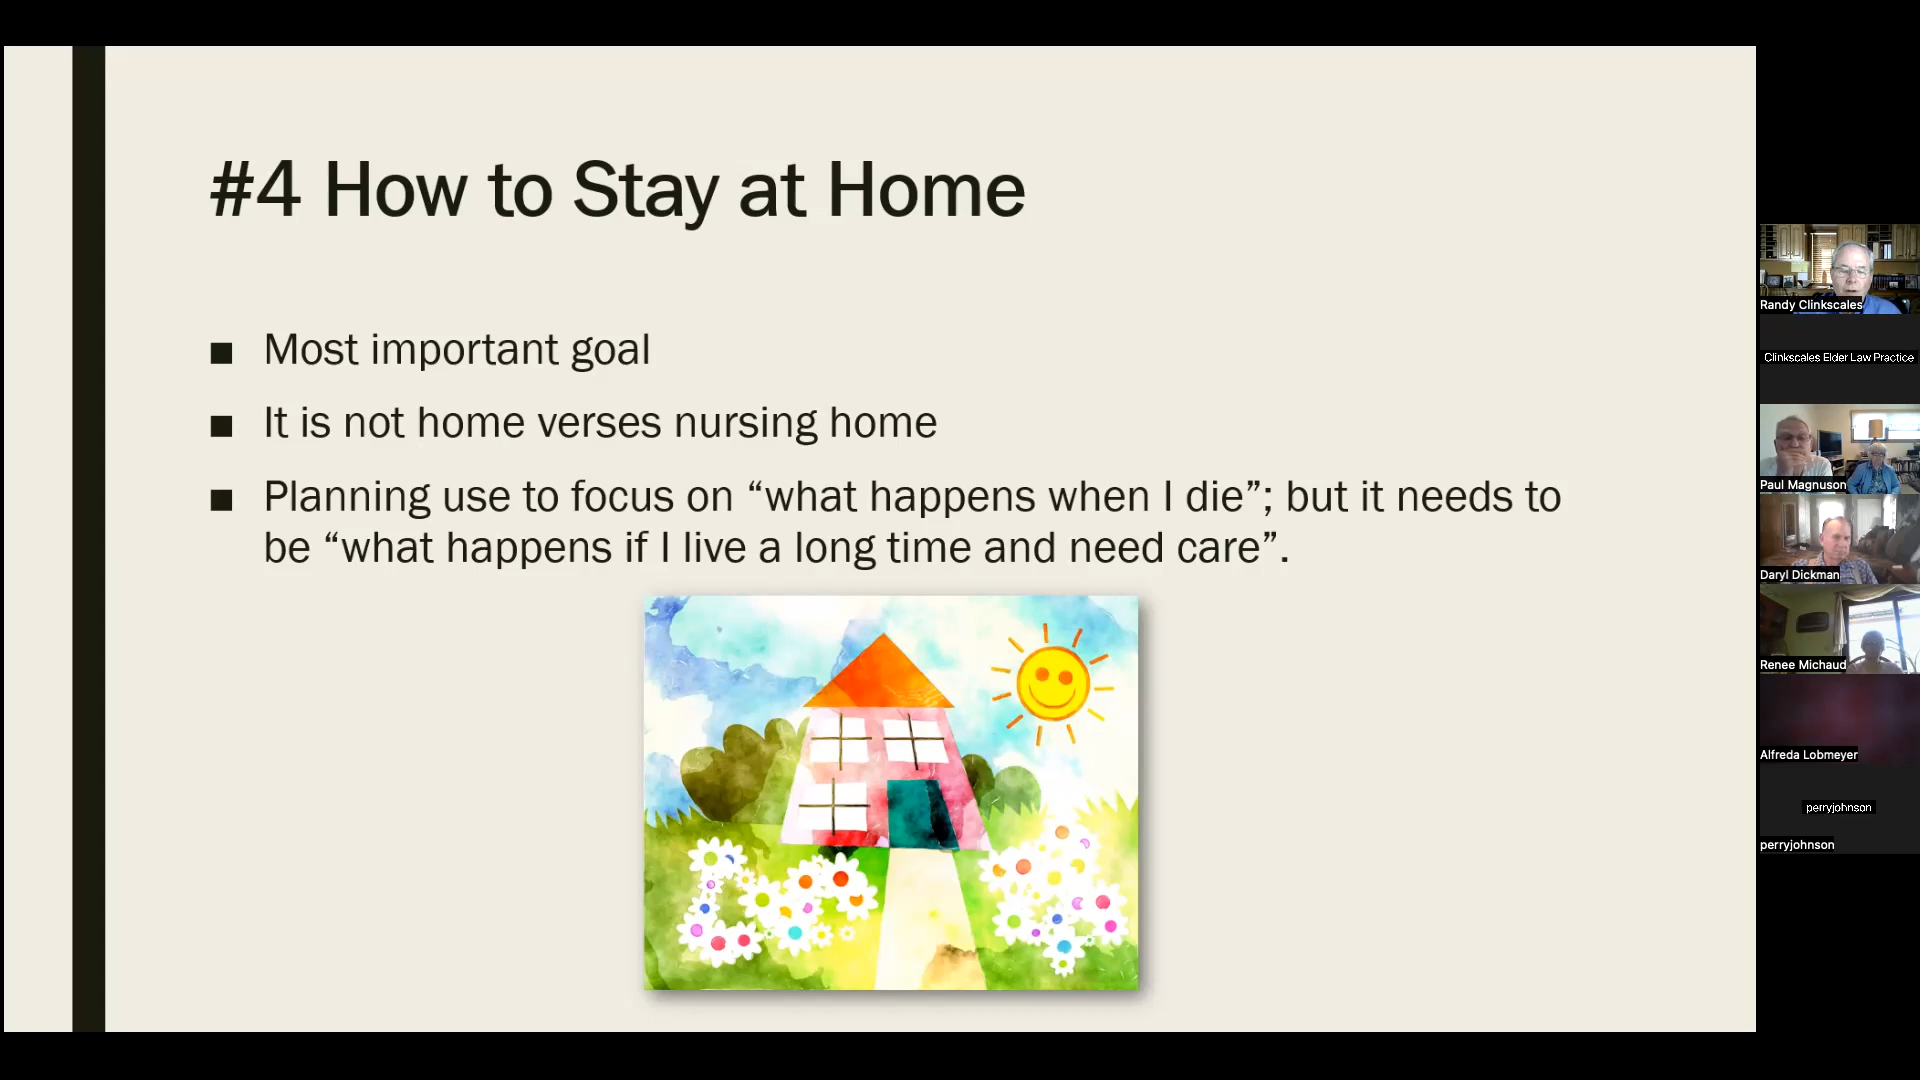 #4 How to Stay at Home
■ Most important goal
■ It is not home verses nursing home
■ Planning use to focus on “what happens when I die”; but it needs to
be “what happens if I live a long time and need care”.
Randy Clinkscales
Clinkscales Elder Law Practice
Paul Magnuson
Daryl Dickman
Renee Michaud
Alfreda Lobmeyer
perryjohnson
perryjohnson